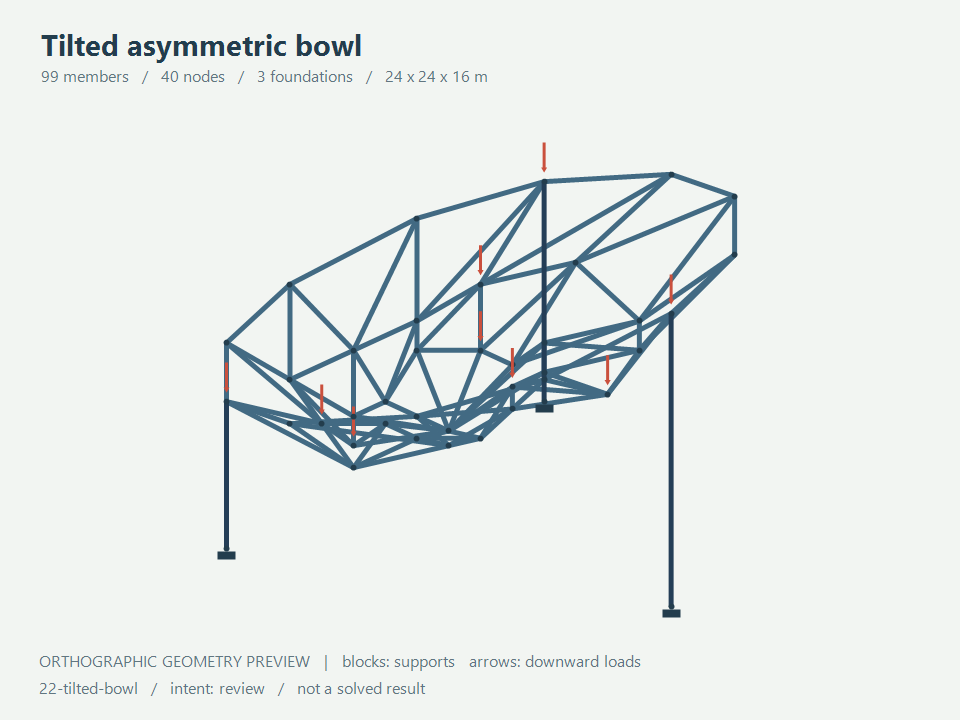 Tilted asymmetric bowl
99 members / 40 nodes / 3 foundations / 24 x 24 x 16 m
ORTHOGRAPHIC GEOMETRY PREVIEW | blocks: supports arrows: downward loads
22-tilted-bowl / intent: review / not a solved result